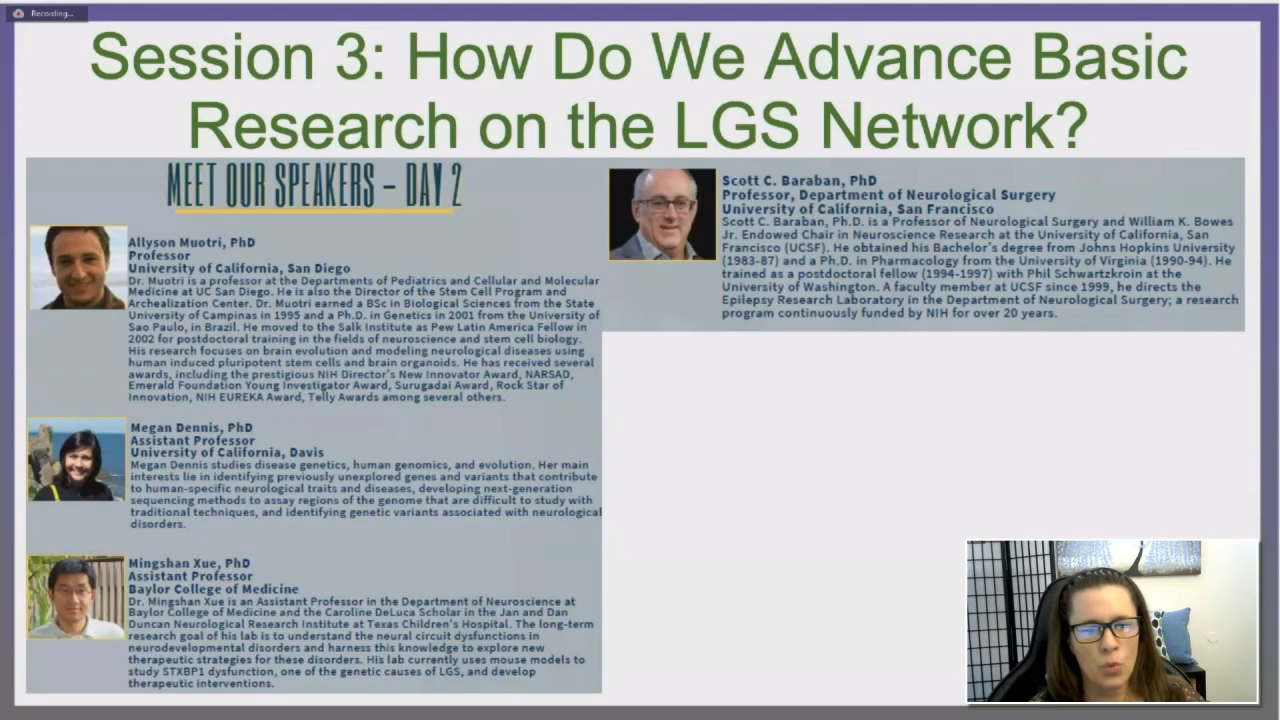 Recording...
Session 3: How Do We Advance Basic
Research on the LGS Network?
MEET OUR SPEAKERS – DAY 2
Allyson Muotri, PhD
Professor
University of California, San Diego
Dr. Muotri is a professor at the Departments of Pediatrics and Cellular and Molecular
Medicine at UC San Diego. He is also the Director of the Stem Cell Program and
Archealization Center. Dr. Muotri earned a BSc in Biological Sciences from the State
University of Campinas in 1995 and a Ph.D. in Genetics in 2001 from the University of
Sao Paulo, in Brazil. He moved to the Salk Institute as Pew Latin America Fellow in
2002 for postdoctoral training in the fields of neuroscience and stem cell biology.
His research focuses on brain evolution and modeling neurological diseases using
human induced pluripotent stem cells and brain organoids. He has received several
awards, including the prestigious NIH Director's New Innovator Award, NARSAD,
Emerald Foundation Young Investigator Award, Surugadai Award, Rock Star of
Innovation, NIH EUREKA Award, Telly Awards among several others.
Megan Dennis, PhD
Assistant Professor
University of California, Davis
Megan Dennis studies disease genetics, human genomics, and evolution. Her main
interests lie in identifying previously unexplored genes and variants that contribute
to human-specific neurological traits and diseases, developing next-generation
sequencing methods to assay regions of the genome that are difficult to study with
traditional techniques, and identifying genetic variants associated with neurological
disorders.
Mingshan Xue, PhD
Assistant Professor
Baylor College of Medicine
Dr. Mingshan Xue is an Assistant Professor in the Department of Neuroscience at
Baylor College of Medicine and the Caroline DeLuca Scholar in the Jan and Dan
Duncan Neurological Research Institute at Texas Children's Hospital. The long-term
research goal of his lab is to understand the neural circuit dysfunctions in
neurodevelopmental disorders and harness this knowledge to explore new
therapeutic strategies for these disorders. His lab currently uses mouse models to
study STXBP1 dysfunction, one of the genetic causes of LGS, and develop
therapeutic interventions.
Scott C. Baraban, PhD
Professor, Department of Neurological Surgery
University of California, San Francisco
Scott C. Baraban, Ph.D. is a Professor of Neurological Surgery and William K. Bowes
Jr. Endowed Chair in Neuroscience Research at the University of California, San
Francisco (UCSF). He obtained his Bachelor's degree from Johns Hopkins University
(1983-87) and a Ph.D. in Pharmacology from the University of Virginia (1990-94). He
trained as a postdoctoral fellow (1994-1997) with Phil Schwartzkroin at the
University of Washington. A faculty member at UCSF since 1999, he directs the
Epilepsy Research Laboratory in the Department of Neurological Surgery; a research
program continuously funded by NIH for over 20 years.